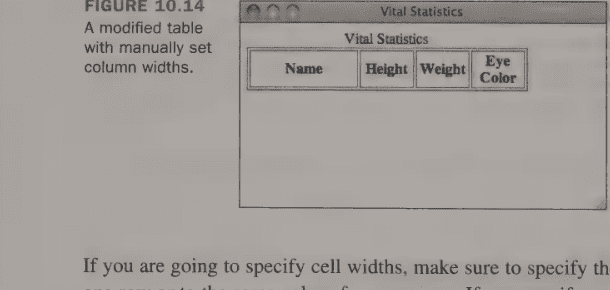 FIGURE 10.14
A modified table
with manually set
column widths.
Vital Statistics
Vital Statistics
Name Height Weight Eye Color
If you are going to specify cell widths, make sure to specify th